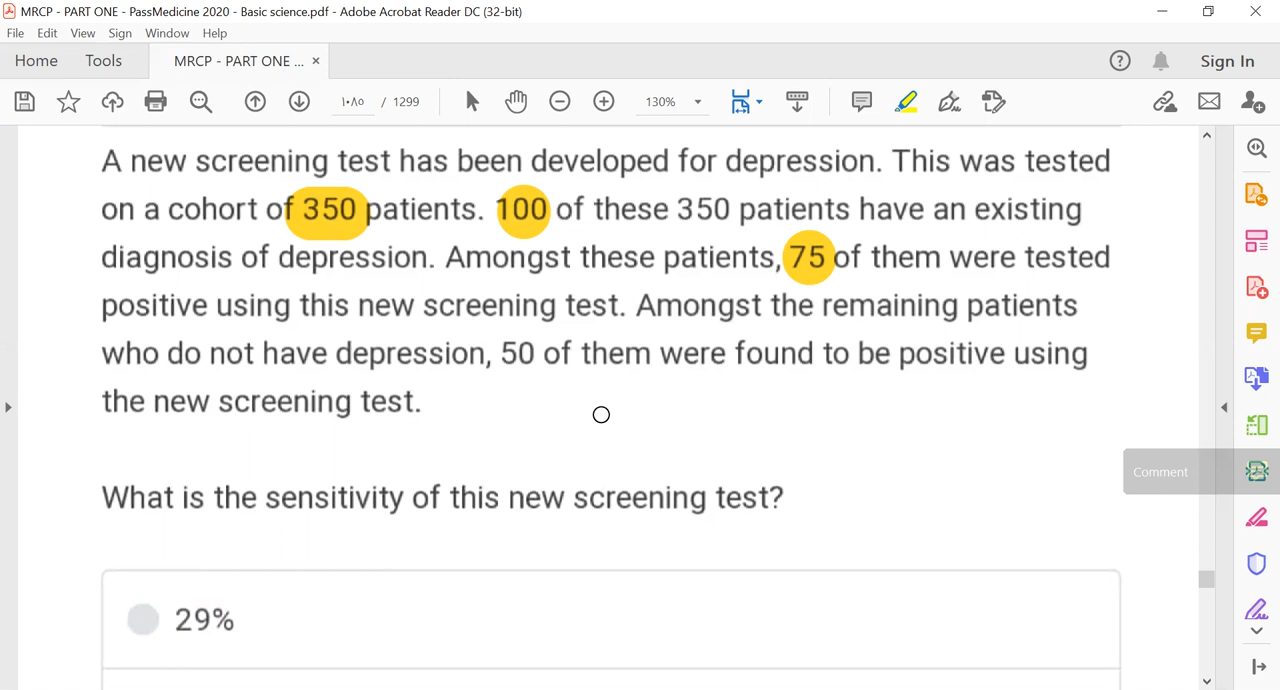 MRCP - PART ONE - PassMedicine 2020 - Basic science.pdf - Adobe Acrobat Reader DC (32-bit)
File Edit View Sign Window Help
Home Tools MRCP - PART ONE ... × Sign In
١٠٨٥ / 1299 130%
A new screening test has been developed for depression. This was tested
on a cohort of 350 patients. 100 of these 350 patients have an existing
diagnosis of depression. Amongst these patients, 75 of them were tested
positive using this new screening test. Amongst the remaining patients
who do not have depression, 50 of them were found to be positive using
the new screening test.
Comment
What is the sensitivity of this new screening test?
29%